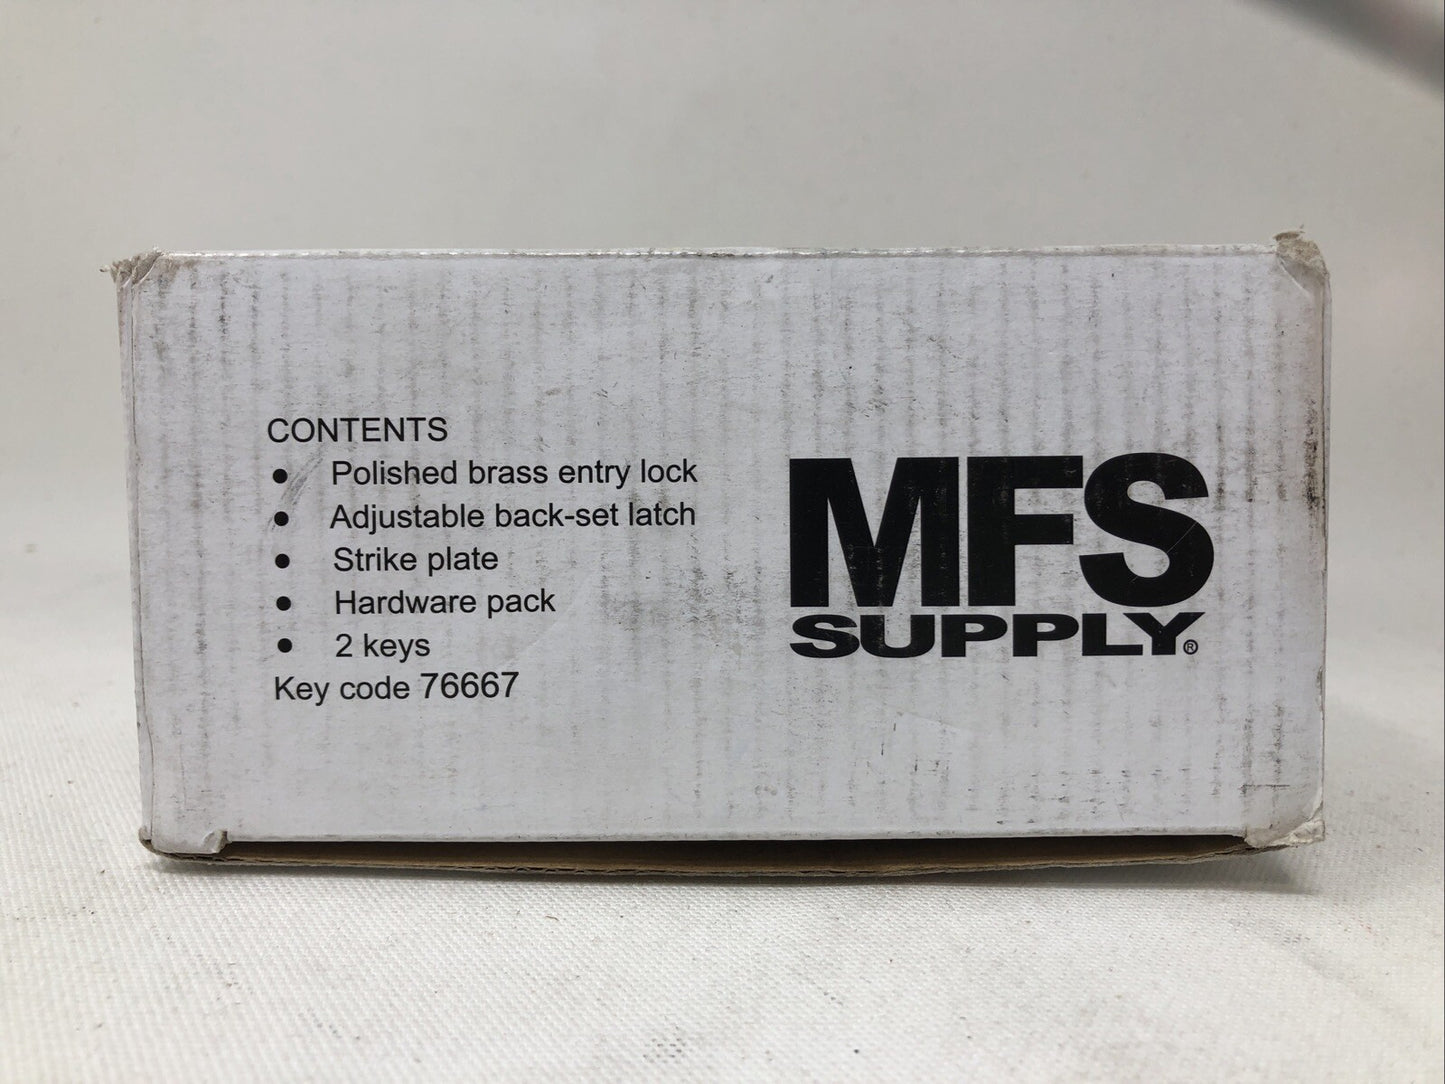 CONTENTS
● Polished brass entry lock
● Adjustable back-set latch
● Strike plate
● Hardware pack
● 2 keys
Key code 76667
MFS
SUPPLY®